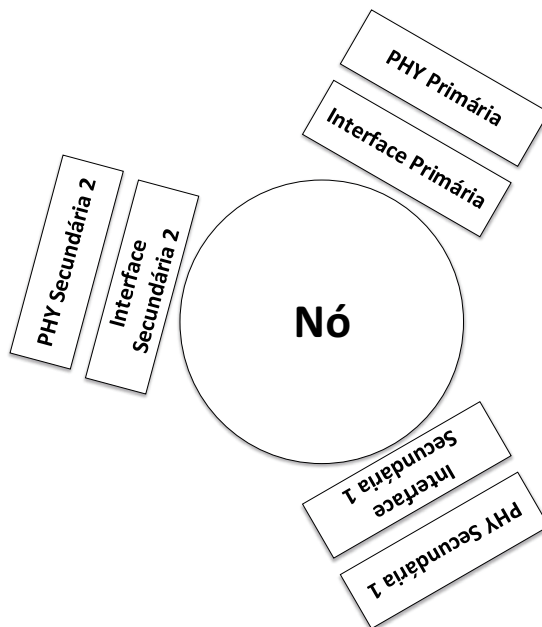 PHY Primária
Interface Primária
PHY Secundária 2
Interface
Secundária 2
Nó
Interface
Secundária 1
PHY Secundária 1